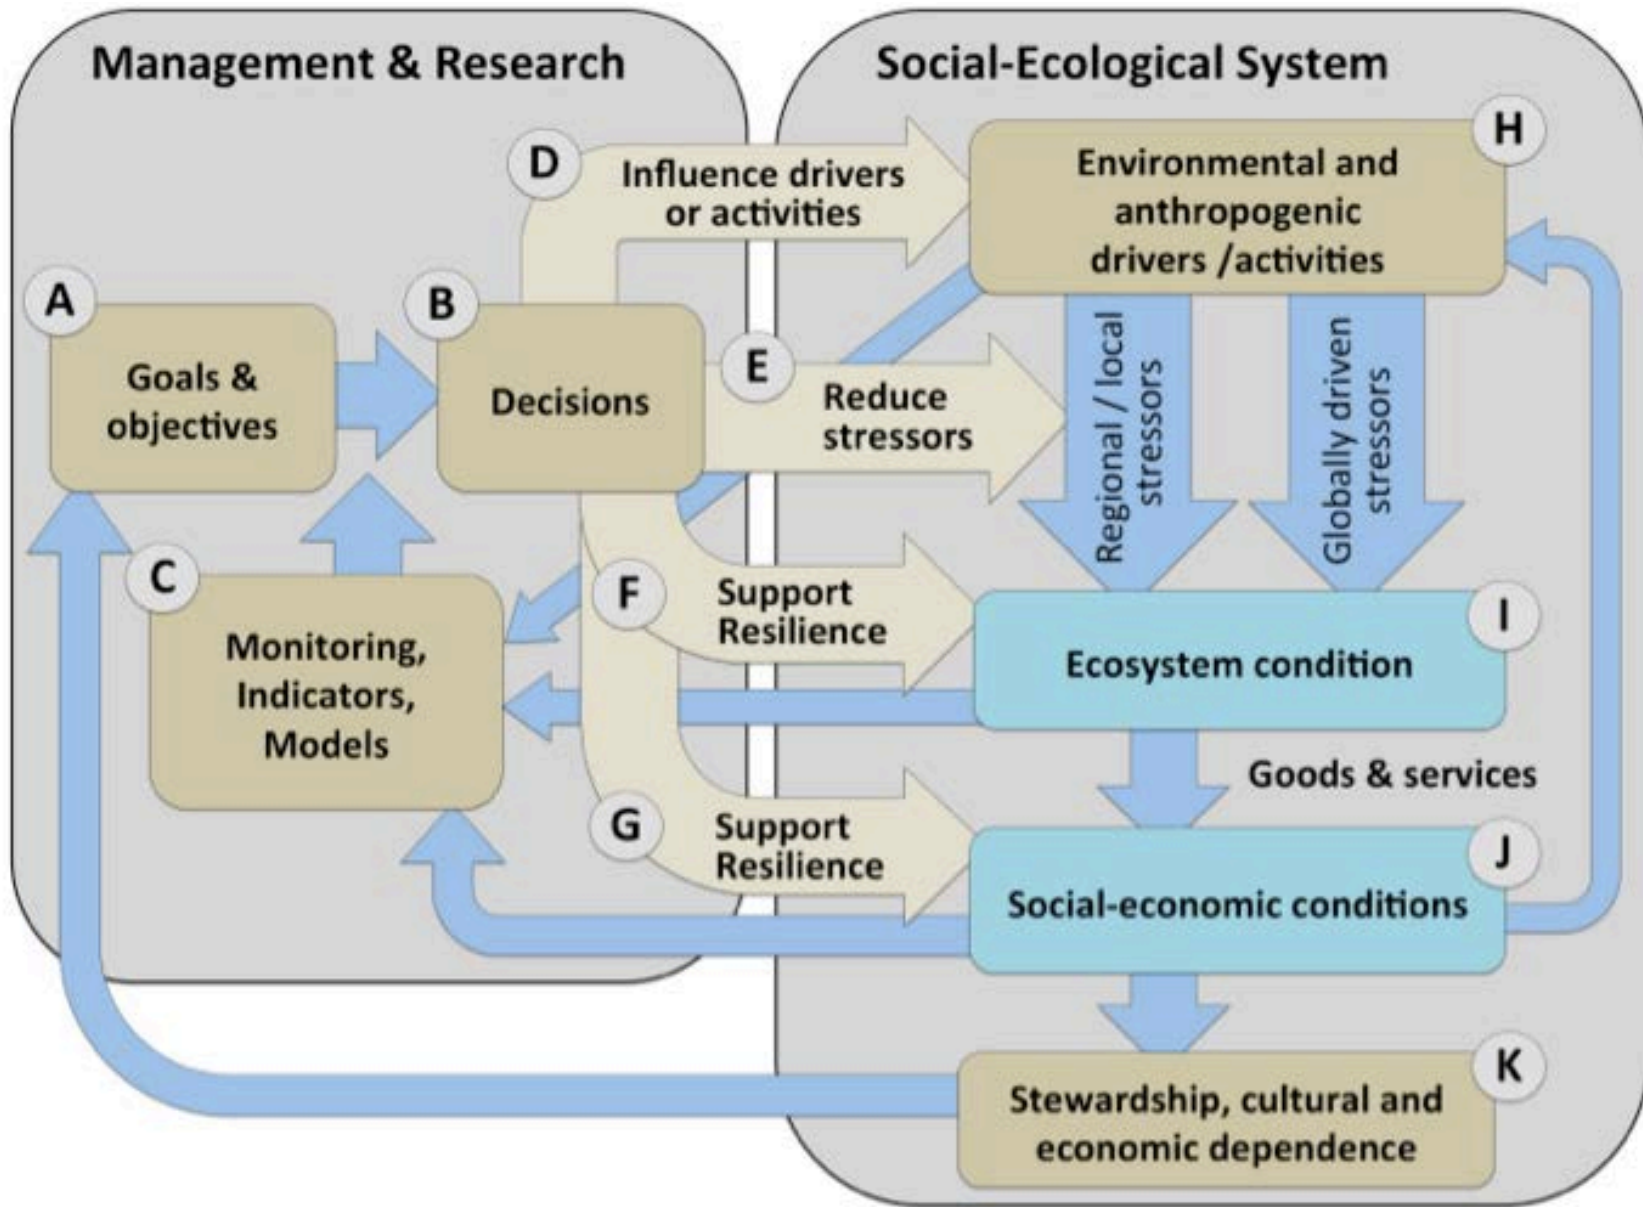 Management & Research
Social-Ecological System
D
Influence drivers
or activities
H
Environmental and
anthropogenic
drivers /activities
A
Goals &
objectives
B
Decisions
E
Reduce
stressors
Regional / local
stressors
Globally driven
stressors
C
Monitoring,
Indicators,
Models
F
Support
Resilience
I
Ecosystem condition
Goods & services
G
Support
Resilience
J
Social-economic conditions
K
Stewardship, cultural and
economic dependence